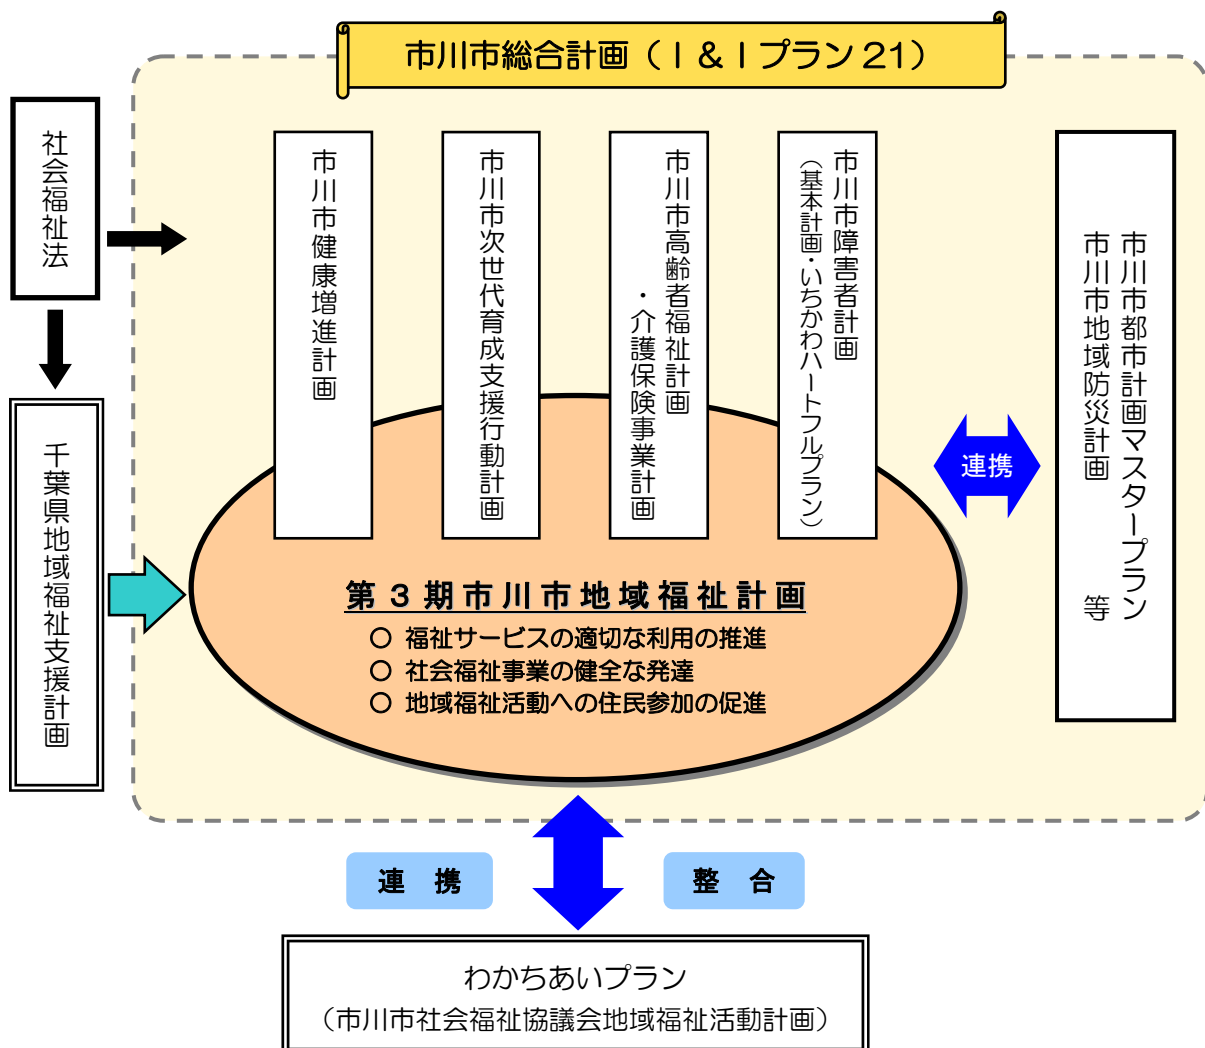 市川市総合計画（Ｉ＆Ｉプラン21）
社会福祉法
千葉県地域福祉支援計画
市川市健康増進計画
市川市次世代育成支援行動計画
市川市高齢者福祉計画
・介護保険事業計画
市川市障害者計画
（基本計画・いちかわハートフルプラン）
連携
市川市都市計画マスタープラン
市川市地域防災計画　等
第３期市川市地域福祉計画
○ 福祉サービスの適切な利用の推進
○ 社会福祉事業の健全な発達
○ 地域福祉活動への住民参加の促進
連　携
整　合
わかちあいプラン
（市川市社会福祉協議会地域福祉活動計画）